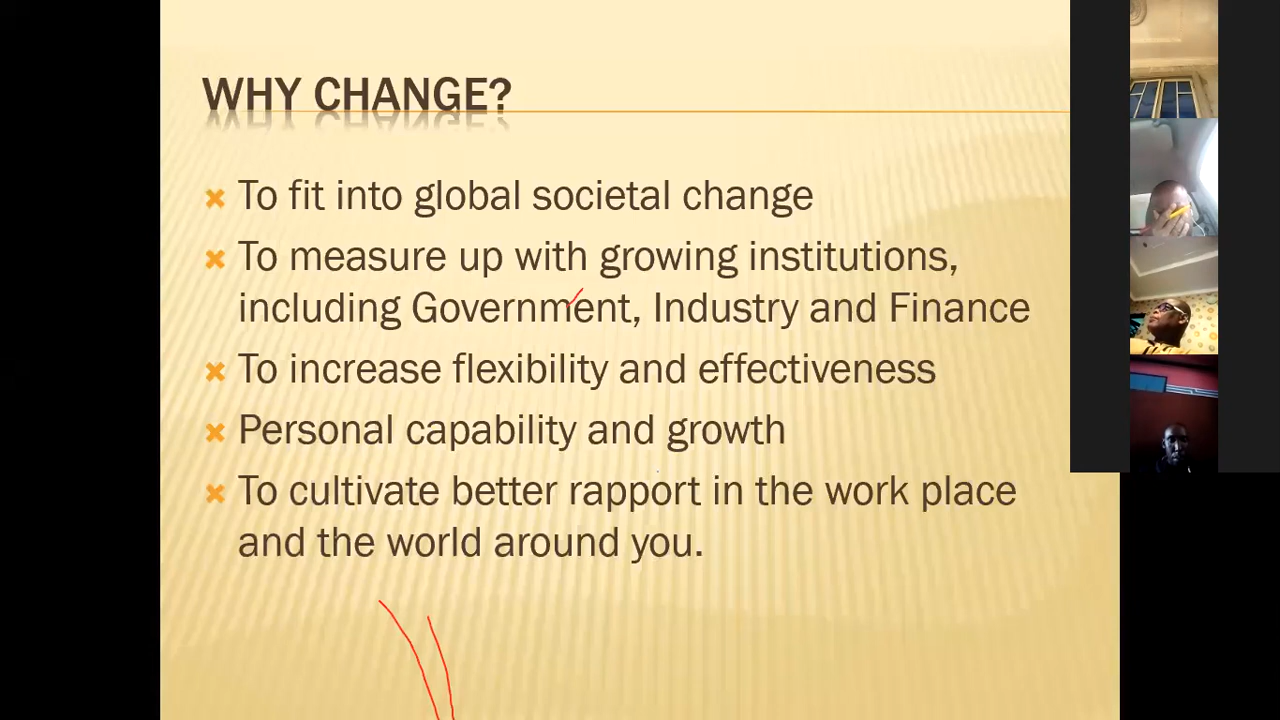 WHY CHANGE?
To fit into global societal change
To measure up with growing institutions,
including Government, Industry and Finance
To increase flexibility and effectiveness
Personal capability and growth
To cultivate better rapport in the work place
and the world around you.